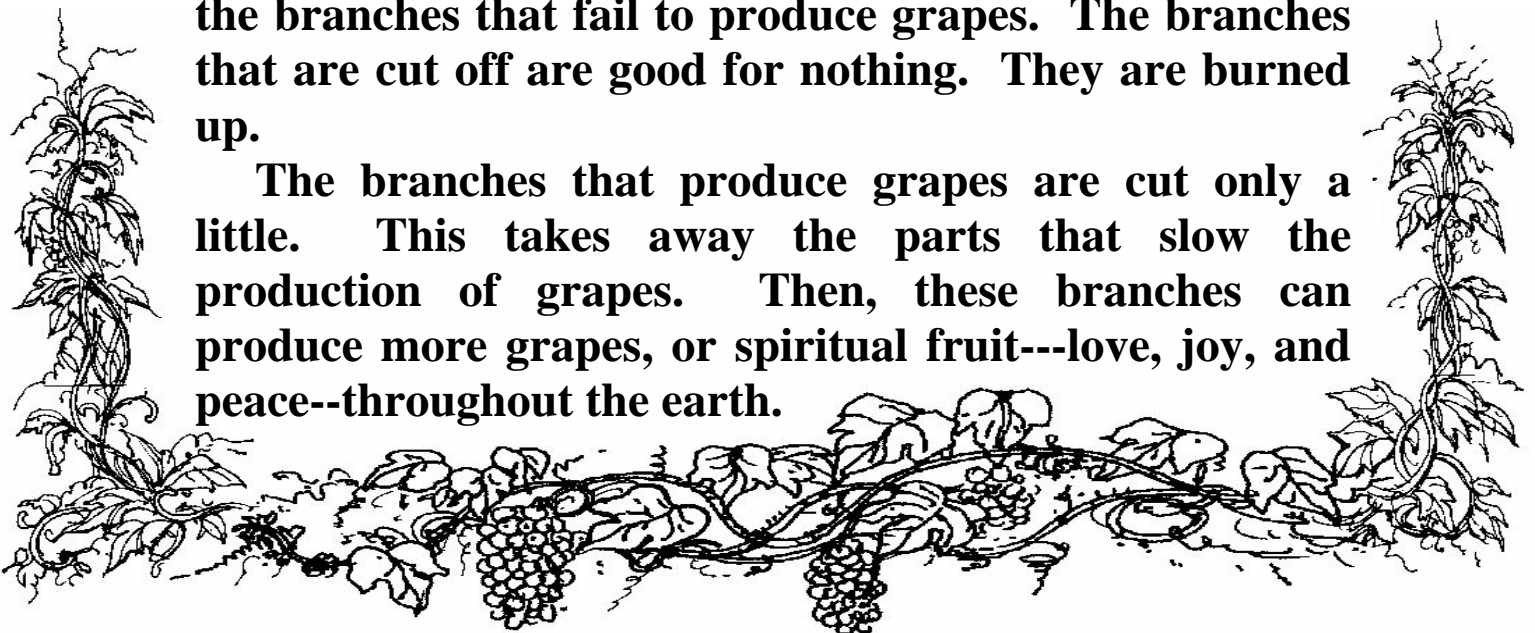 the branches that fail to produce grapes. The branches
that are cut off are good for nothing. They are burned
up.
The branches that produce grapes are cut only a
little. This takes away the parts that slow the
production of grapes. Then, these branches can
produce more grapes, or spiritual fruit---love, joy, and
peace--throughout the earth.